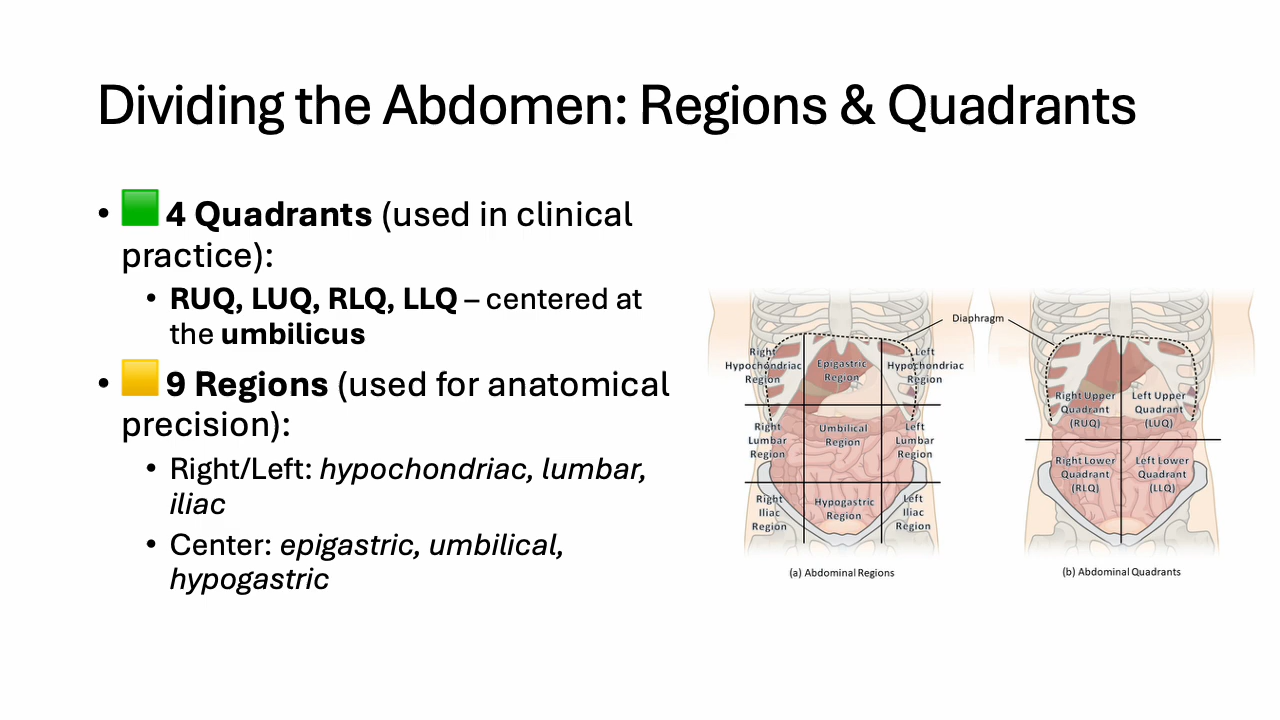 Dividing the Abdomen: Regions & Quadrants
• 🟩 4 Quadrants (used in clinical
practice):
• RUQ, LUQ, RLQ, LLQ – centered at
the umbilicus
• 🟨 9 Regions (used for anatomical
precision):
• Right/Left: hypochondriac, lumbar,
iliac
• Center: epigastric, umbilical,
hypogastric
Diaphragm
Right
Hypochondriac
Region
Epigastric
Region
Left
Hypochondriac
Region
Right
Lumbar
Region
Umbilical
Region
Left
Lumbar
Region
Right
Iliac
Region
Hypogastric
Region
Left
Iliac
Region
(a) Abdominal Regions
Right Upper
Quadrant
(RUQ)
Left Upper
Quadrant
(LUQ)
Right Lower
Quadrant
(RLQ)
Left Lower
Quadrant
(LLQ)
(b) Abdominal Quadrants